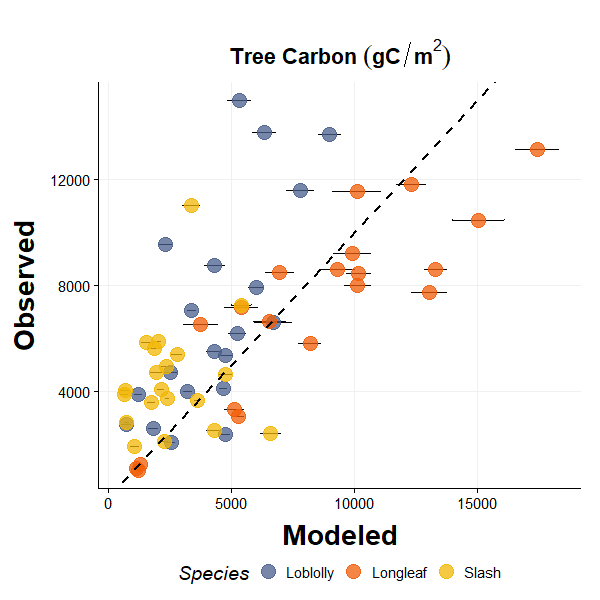 Tree Carbon (gC/m²)
Observed
12000
8000
4000
0 5000 10000 15000
Modeled
Species Loblolly Longleaf Slash